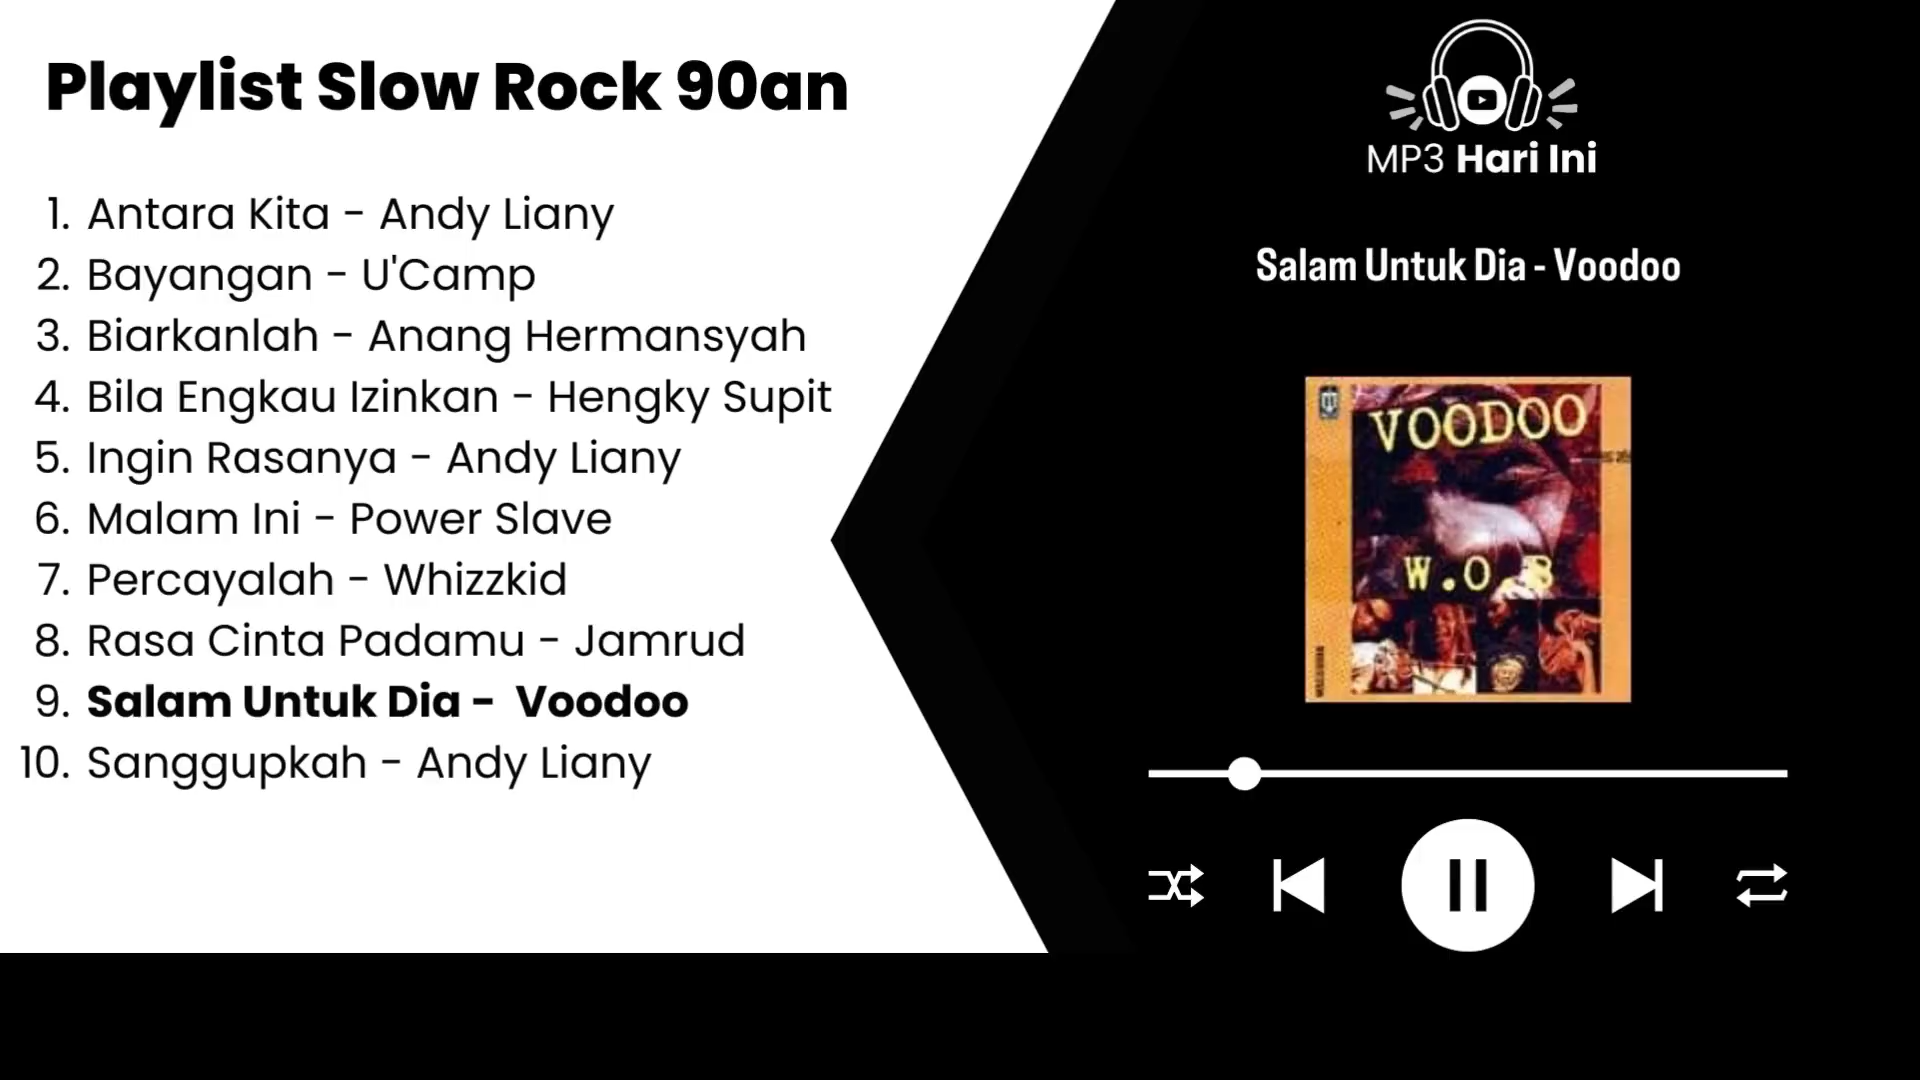 Playlist Slow Rock 90an
1. Antara Kita - Andy Liany
2. Bayangan - U'Camp
3. Biarkanlah - Anang Hermansyah
4. Bila Engkau Izinkan - Hengky Supit
5. Ingin Rasanya - Andy Liany
6. Malam Ini - Power Slave
7. Percayalah - Whizzkid
8. Rasa Cinta Padamu - Jamrud
9. Salam Untuk Dia - Voodoo
10. Sanggupkah - Andy Liany
MP3 Hari Ini
Salam Untuk Dia - Voodoo
VOODOO
W.O.B